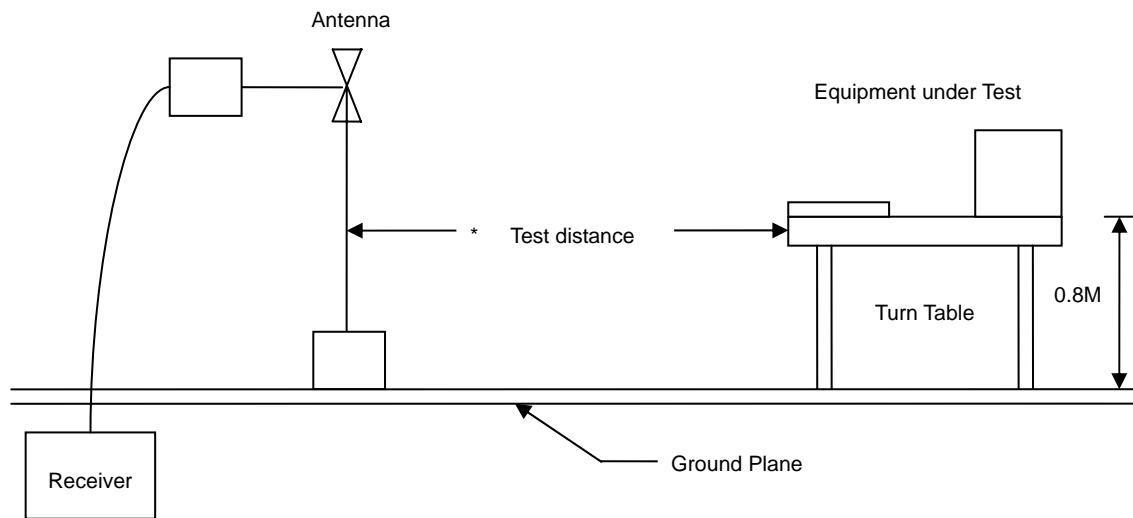 Antenna
Equipment under Test
* Test distance
0.8M
Turn Table
Ground Plane
Receiver